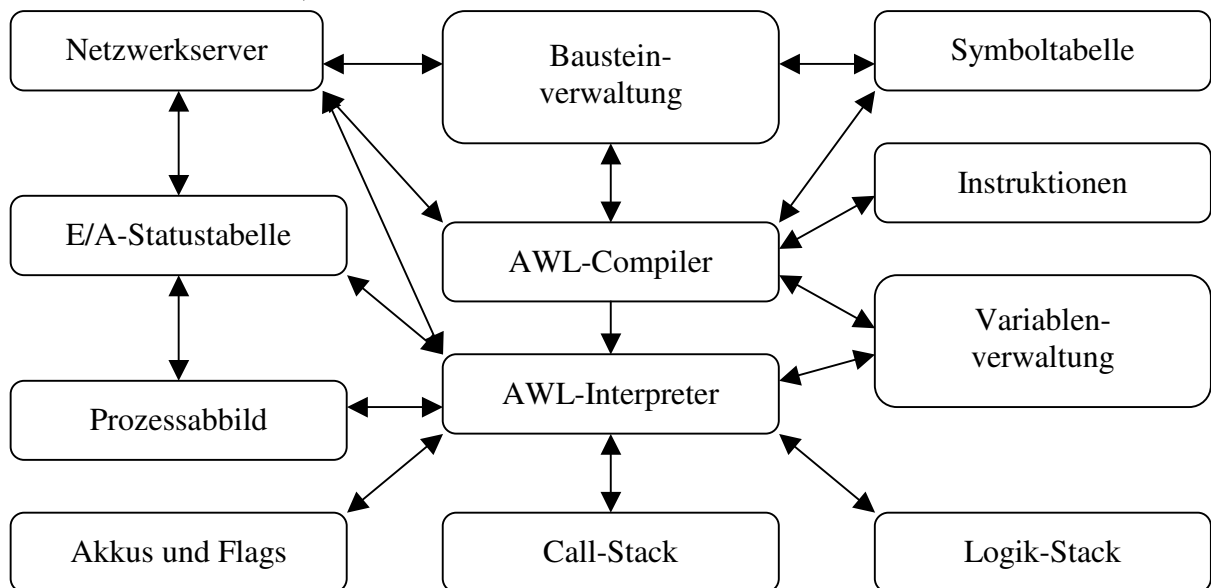 Netzwerkserver
Baustein-
verwaltung
Symboltabelle
Instruktionen
E/A-Statustabelle
AWL-Compiler
Variablen-
verwaltung
AWL-Interpreter
Prozessabbild
Akkus und Flags
Call-Stack
Logik-Stack